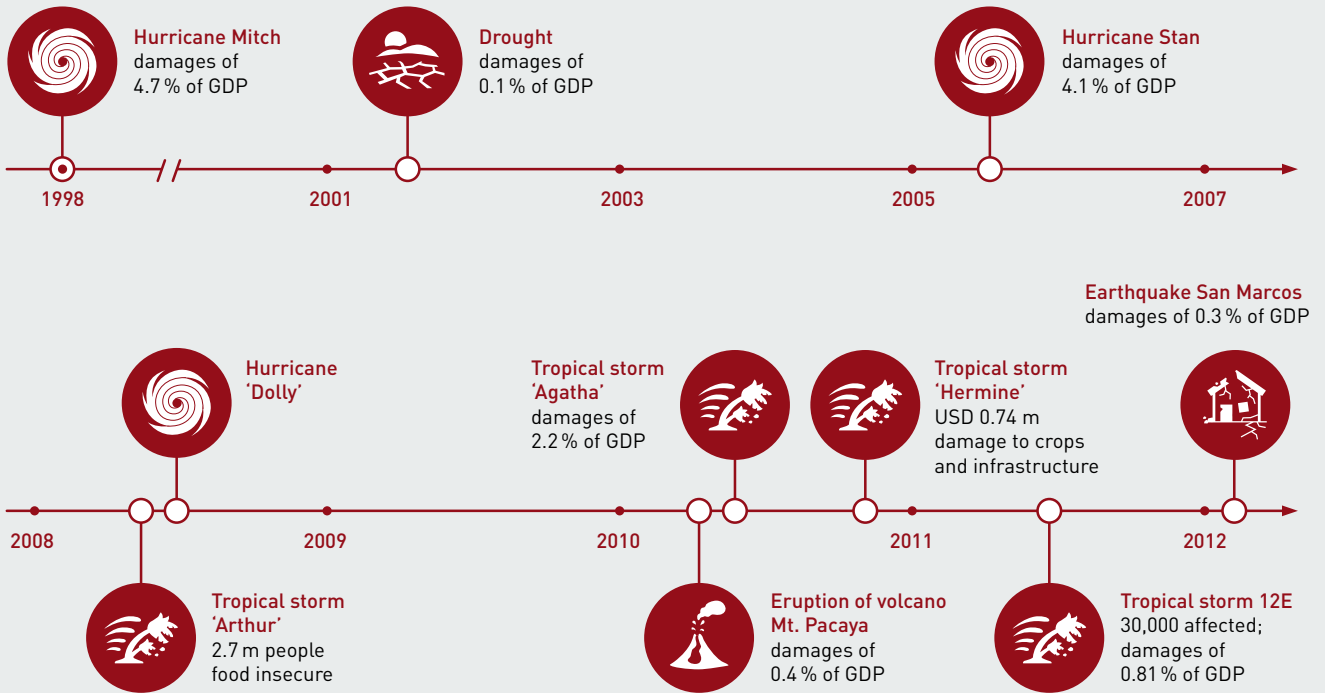 Hurricane Mitch
damages of
4.7 % of GDP
Drought
damages of
0.1 % of GDP
Hurricane Stan
damages of
4.1 % of GDP
1998
2001
2003
2005
2007
Earthquake San Marcos
damages of 0.3 % of GDP
Hurricane
‘Dolly’
Tropical storm
‘Agatha’
damages of
2.2 % of GDP
Tropical storm
‘Hermine’
USD 0.74 m
damage to crops
and infrastructure
2008
2009
2010
2011
2012
Tropical storm
‘Arthur’
2.7 m people
food insecure
Eruption of volcano
Mt. Pacaya
damages of
0.4 % of GDP
Tropical storm 12E
30,000 affected;
damages of
0.81 % of GDP